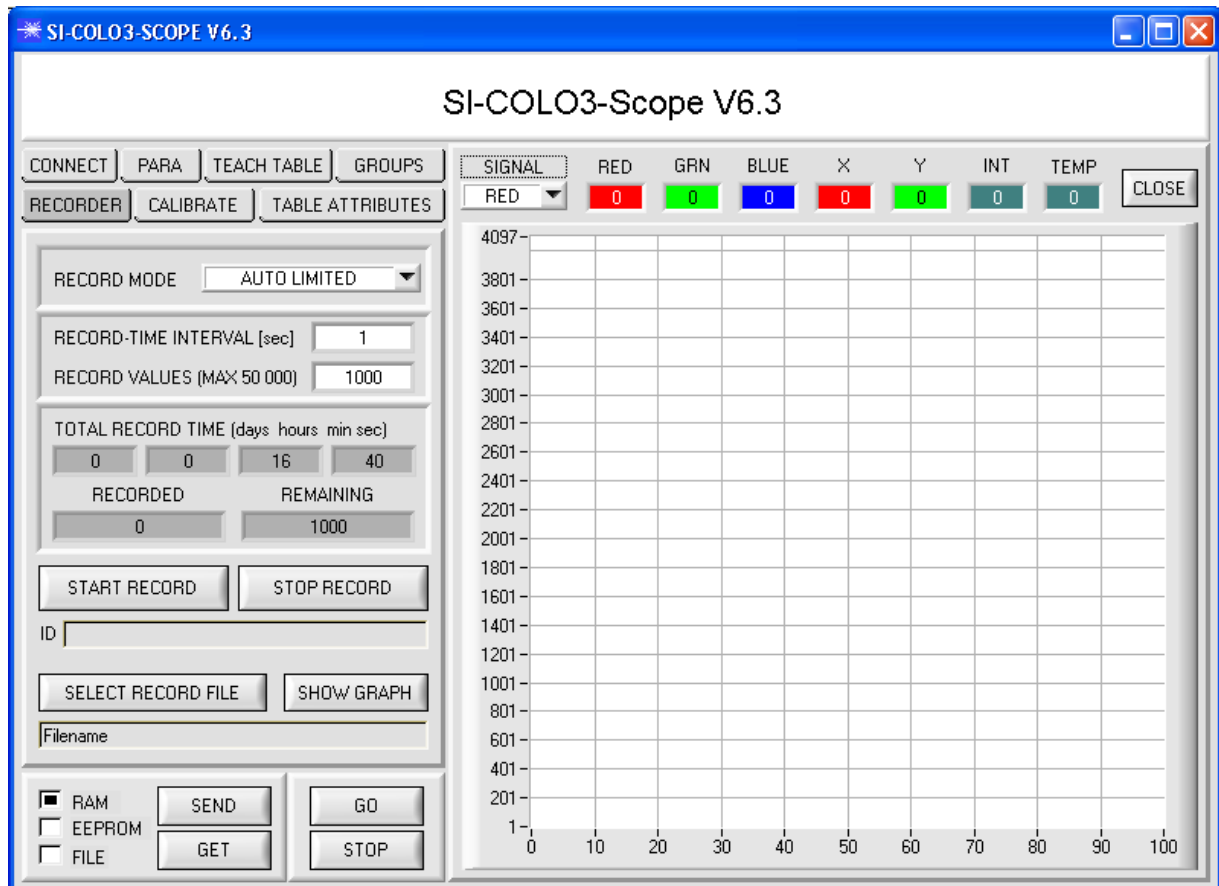 SI-COLO3-SCOPE V6.3
SI-COLO3-Scope V6.3
CONNECT PARA TEACH TABLE GROUPS
RECORDER CALIBRATE TABLE ATTRIBUTES
RECORD MODE AUTO LIMITED
RECORD-TIME INTERVAL [sec] 1
RECORD VALUES (MAX 50 000) 1000
TOTAL RECORD TIME (days hours min sec)
0 0 16 40
RECORDED REMAINING
0 1000
START RECORD STOP RECORD
ID
SELECT RECORD FILE SHOW GRAPH
Filename
RAM
EEPROM
FILE
SEND
GET
GO
STOP
SIGNAL RED GRN BLUE X Y INT TEMP
RED 0 0 0 0 0 0 0
CLOSE
4097
3801
3601
3401
3201
3001
2801
2601
2401
2201
2001
1801
1601
1401
1201
1001
801
601
401
201
1
0 10 20 30 40 50 60 70 80 90 100